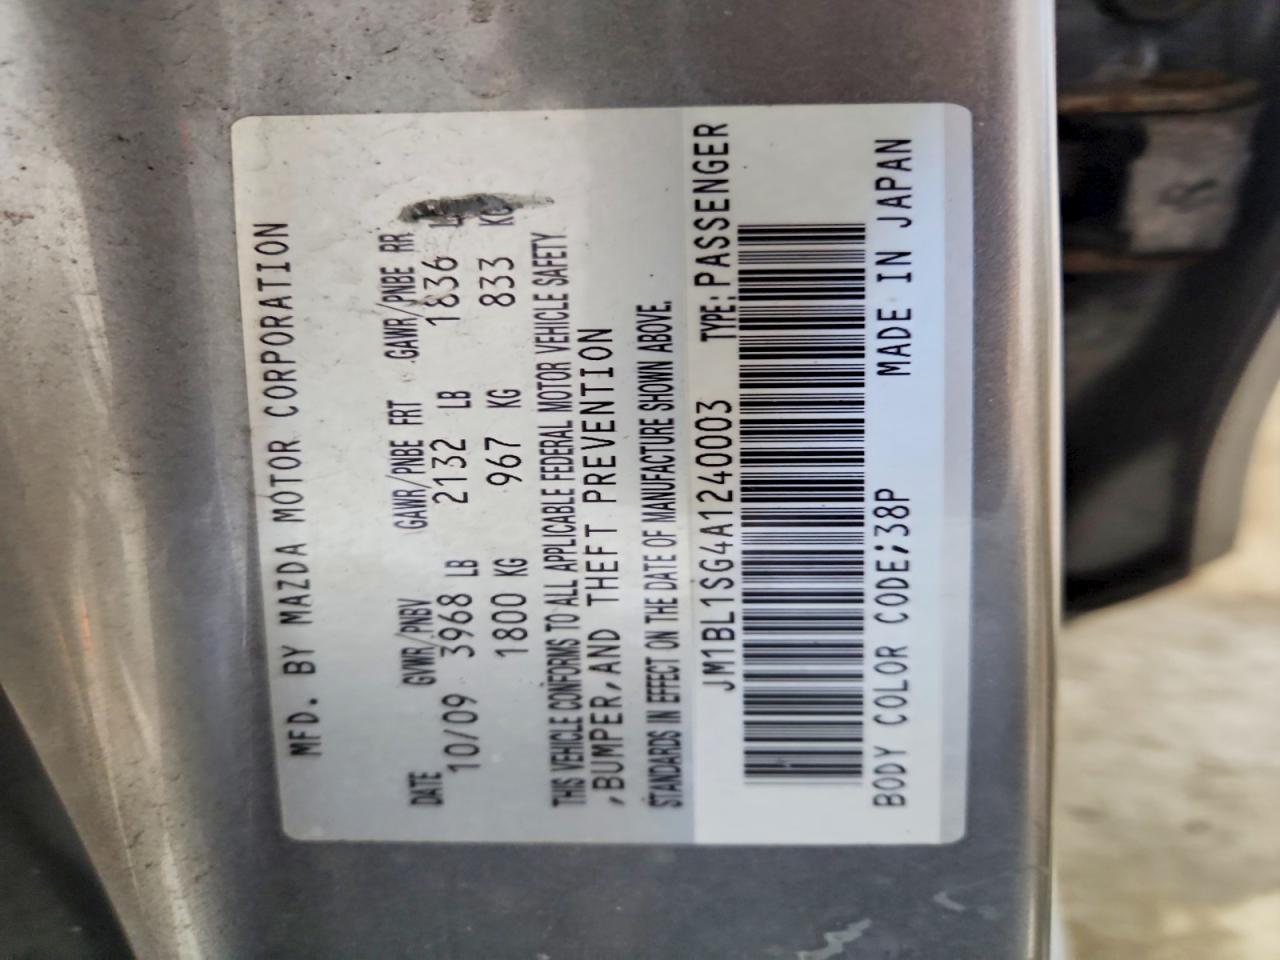 MFD. BY MAZDA MOTOR CORPORATION
DATE GVWR/PNBV GAWR/PNBE FRT GAWR/PNBE RR
10/09 3968 LB 2132 LB 1836
1800 KG 967 KG 833 KG
THIS VEHICLE CONFORMS TO ALL APPLICABLE FEDERAL MOTOR VEHICLE SAFETY
,BUMPER,AND THEFT PREVENTION
STANDARDS IN EFFECT ON THE DATE OF MANUFACTURE SHOWN ABOVE.
JM1BL1SG4A1240003 TYPE:PASSENGER
BODY COLOR CODE;38P MADE IN JAPAN